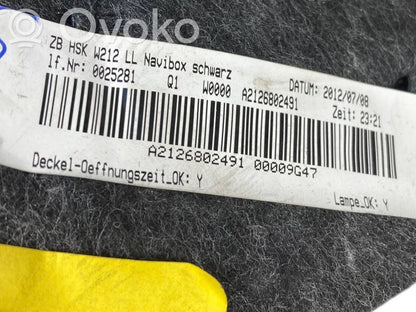 OVOKO
ZB HSK W212 LL Navibox schwarz
lf.Nr: 0025281 Q1 W0000 A2126802491
DATUM: 2012/07/08
Zeit: 23:21
A2126802491 00009G47
Deckel-Oeffnungszeit_OK: Y
Lampe_OK: Y
OVOKO